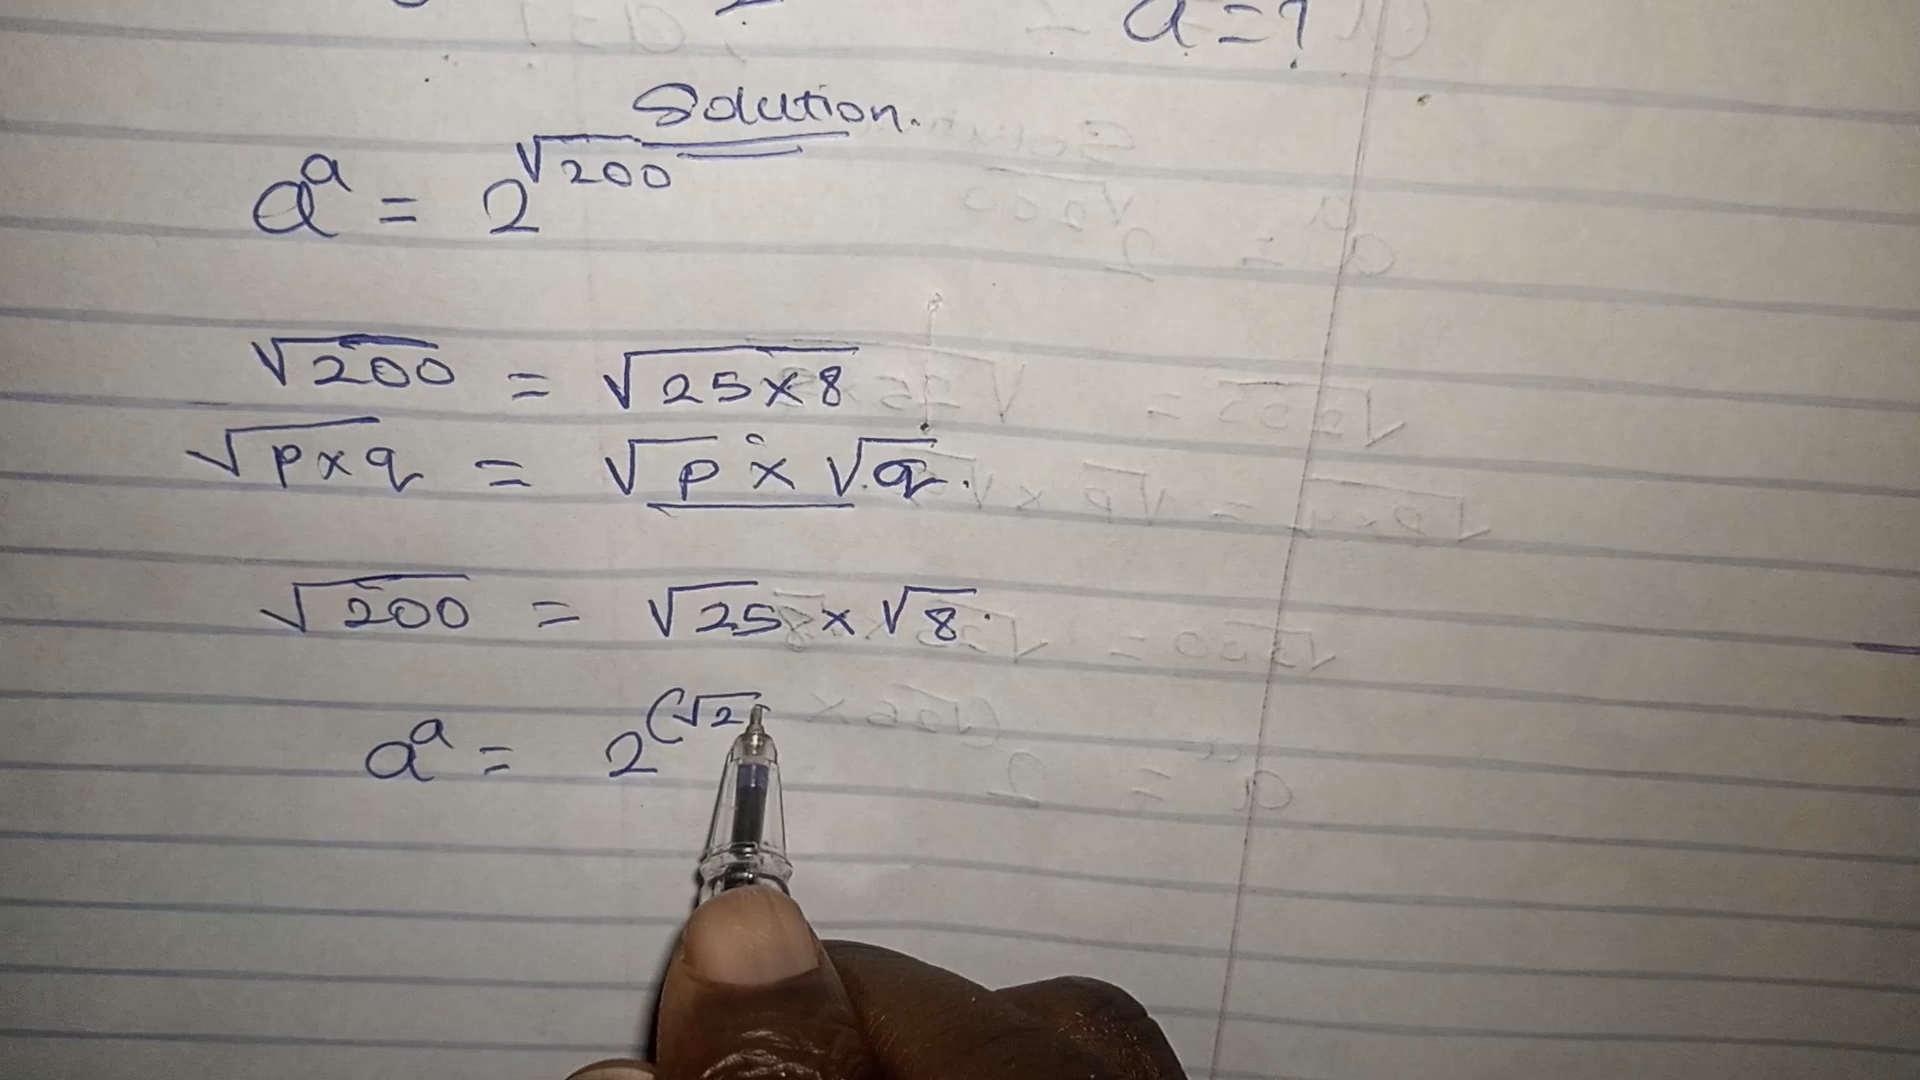 a = ?
Solution.
a^a = 2^√200
√200 = √25×8
√p×q = √p × √q.
√200 = √25 × √8.
a^a = 2^(√2